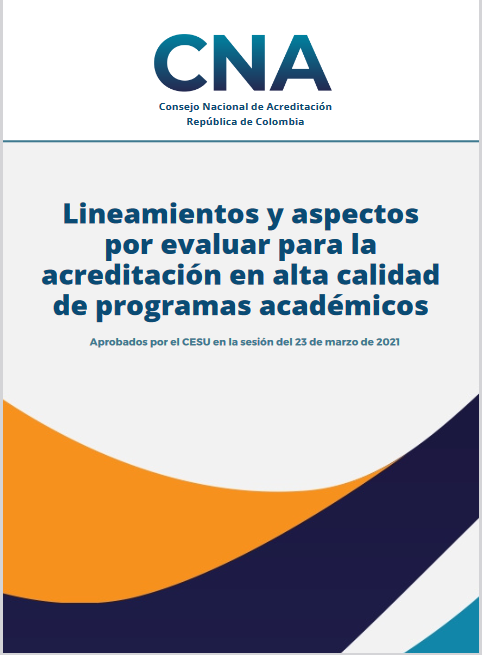 CNA
Consejo Nacional de Acreditación
República de Colombia
Lineamientos y aspectos
por evaluar para la
acreditación en alta calidad
de programas académicos
Aprobados por el CESU en la sesión del 23 de marzo de 2021